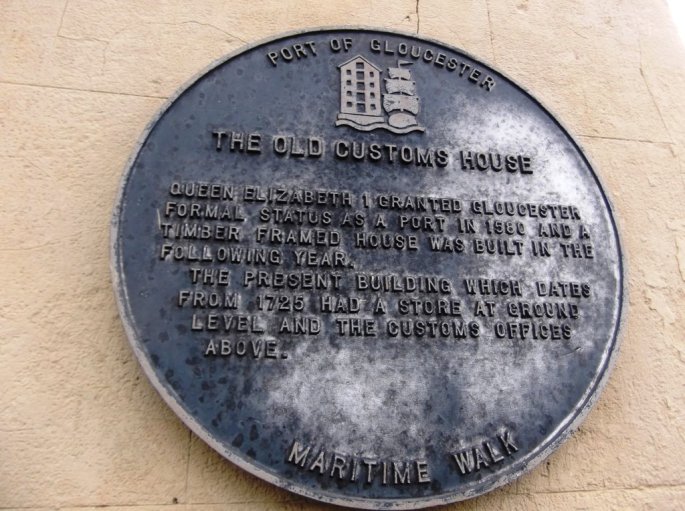 PORT OF GLOUCESTER
THE OLD CUSTOMS HOUSE
QUEEN ELIZABETH 1 GRANTED GLOUCESTER
FORMAL STATUS AS A PORT IN 1580 AND A
TIMBER FRAMED HOUSE WAS BUILT IN THE
FOLLOWING YEAR.
THE PRESENT BUILDING WHICH DATES
FROM 1725 HAD A STORE AT GROUND
LEVEL AND THE CUSTOMS OFFICES
ABOVE.
MARITIME WALK